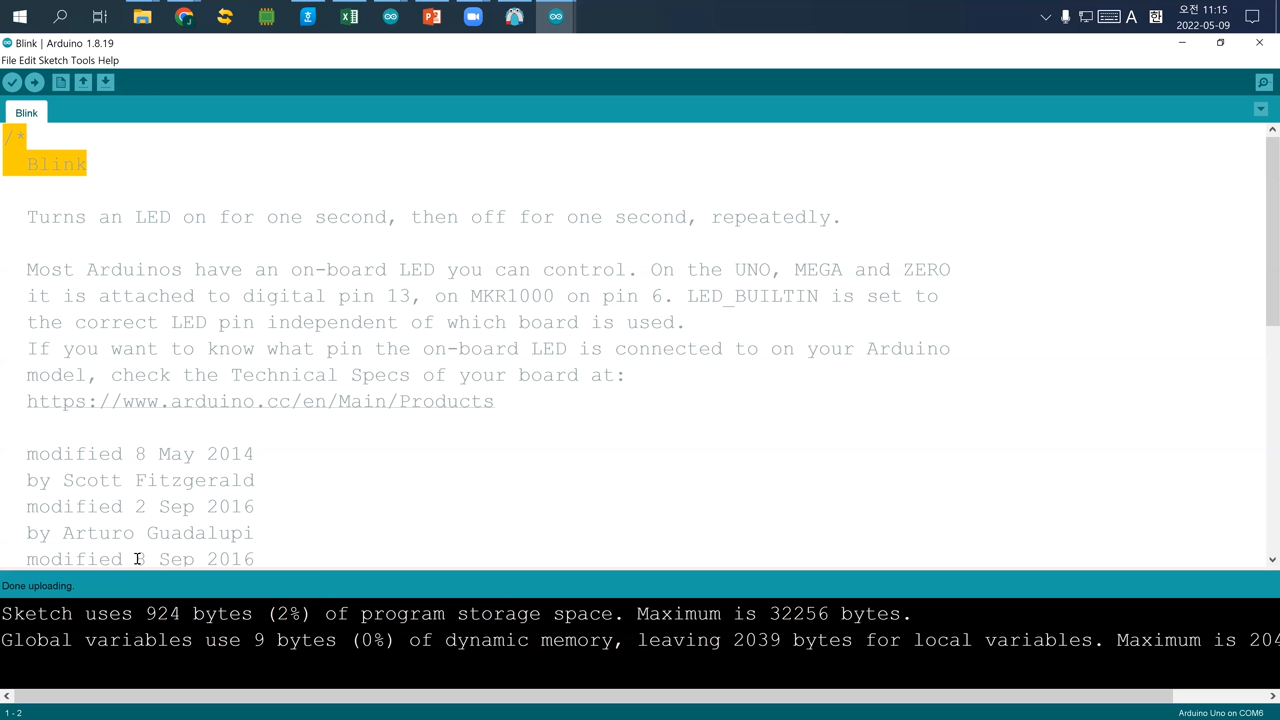 오전 11:15
A 한
2022-05-09
Blink | Arduino 1.8.19
File Edit Sketch Tools Help
Blink
/*
Blink
Turns an LED on for one second, then off for one second, repeatedly.
Most Arduinos have an on-board LED you can control. On the UNO, MEGA and ZERO
it is attached to digital pin 13, on MKR1000 on pin 6. LED_BUILTIN is set to
the correct LED pin independent of which board is used.
If you want to know what pin the on-board LED is connected to on your Arduino
model, check the Technical Specs of your board at:
https://www.arduino.cc/en/Main/Products
modified 8 May 2014
by Scott Fitzgerald
modified 2 Sep 2016
by Arturo Guadalupi
modified 8 Sep 2016
Done uploading.
Sketch uses 924 bytes (2%) of program storage space. Maximum is 32256 bytes.
Global variables use 9 bytes (0%) of dynamic memory, leaving 2039 bytes for local variables. Maximum is 204
1 - 2
Arduino Uno on COM6